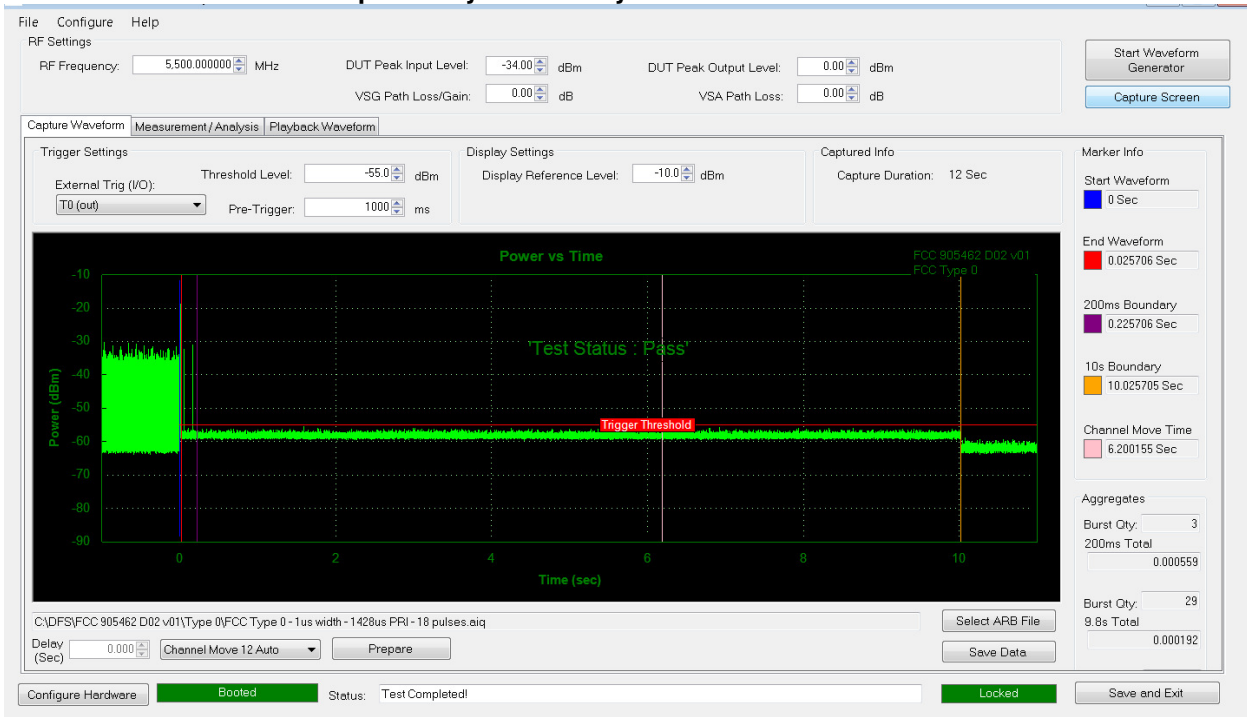 File Configure Help
RF Settings
RF Frequency: 5,500.000000 MHz DUT Peak Input Level: -34.00 dBm DUT Peak Output Level: 0.00 dBm
VSG Path Loss/Gain: 0.00 dB VSA Path Loss: 0.00 dB
Start Waveform
Generator
Capture Screen
Capture Waveform Measurement / Analysis Playback Waveform
Trigger Settings
External Trig (I/O):
T0 (out)
Threshold Level: -55.0 dBm
Pre-Trigger: 1000 ms
Display Settings
Display Reference Level: -10.0 dBm
Captured Info
Capture Duration: 12 Sec
Power vs Time
FCC 905462 D02 v01
FCC Type 0
'Test Status : Pass'
Trigger Threshold
Power (dBm)
-10
-20
-30
-40
-50
-60
-70
-80
-90
0 2 4 6 8 10
Time (sec)
Marker Info
Start Waveform
0 Sec
End Waveform
0.025706 Sec
200ms Boundary
0.225706 Sec
10s Boundary
10.025705 Sec
Channel Move Time
6.200155 Sec
Aggregates
Burst Qty: 3
200ms Total
0.000559
Burst Qty: 29
9.8s Total
0.000192
C:\DFS\FCC 905462 D02 v01\Type 0\FCC Type 0 - 1us width - 1428us PRI - 18 pulses.aiq
Select ARB File
Delay
(Sec) 0.000 Channel Move 12 Auto Prepare
Save Data
Configure Hardware Booted Status: Test Completed! Locked Save and Exit